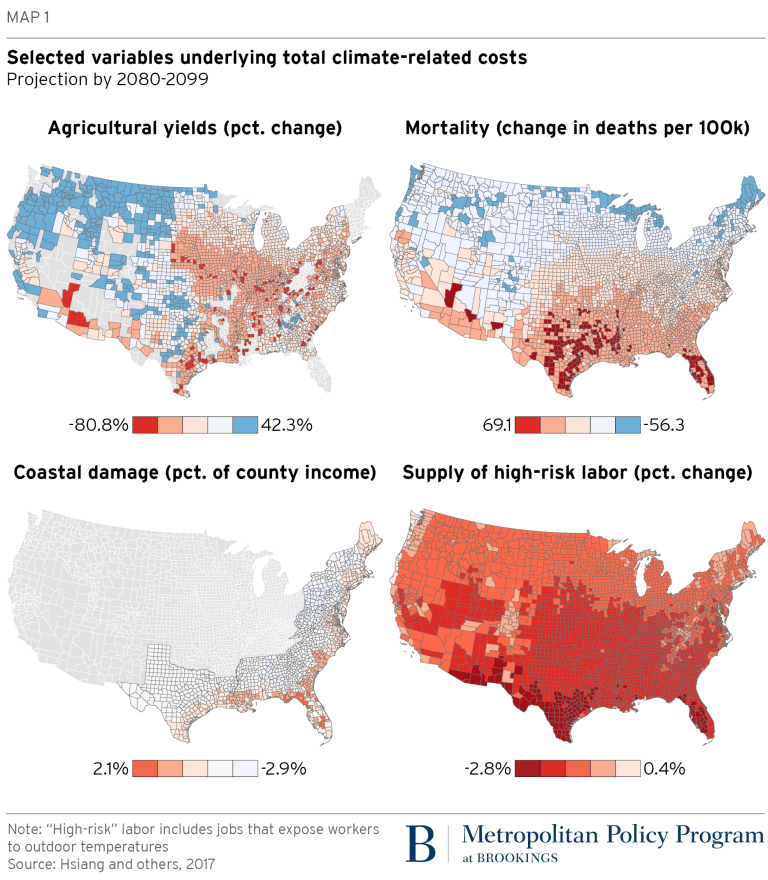 MAP 1
Selected variables underlying total climate-related costs
Projection by 2080-2099
Agricultural yields (pct. change)
Mortality (change in deaths per 100k)
-80.8% 42.3%
69.1 -56.3
Coastal damage (pct. of county income)
Supply of high-risk labor (pct. change)
2.1% -2.9%
-2.8% 0.4%
Note: “High-risk” labor includes jobs that expose workers
to outdoor temperatures
Source: Hsiang and others, 2017
B
Metropolitan Policy Program
at BROOKINGS